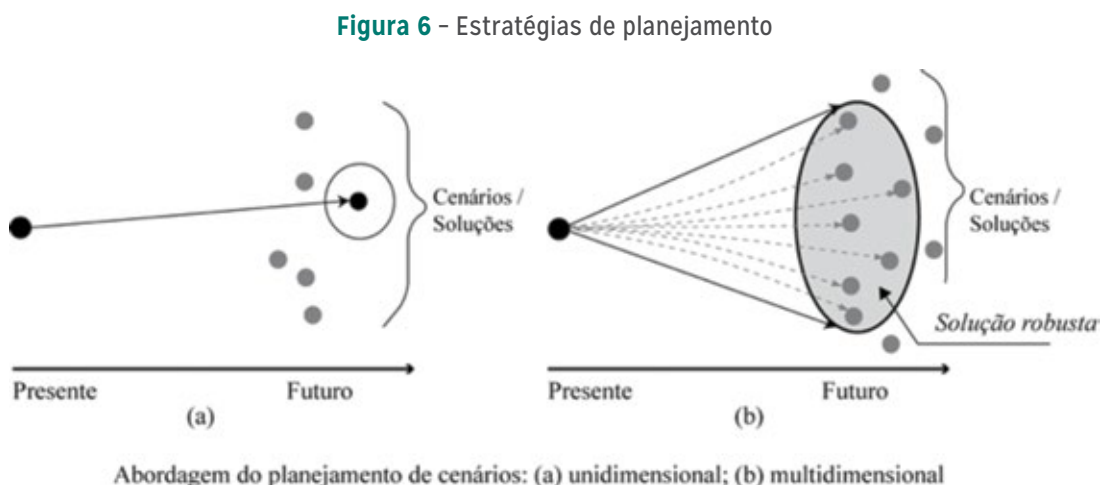 Figura 6 – Estratégias de planejamento
Cenários /
Soluções
Presente
Futuro
(a)
Cenários /
Soluções
Solução robusta
Presente
Futuro
(b)
Abordagem do planejamento de cenários: (a) unidimensional; (b) multidimensional